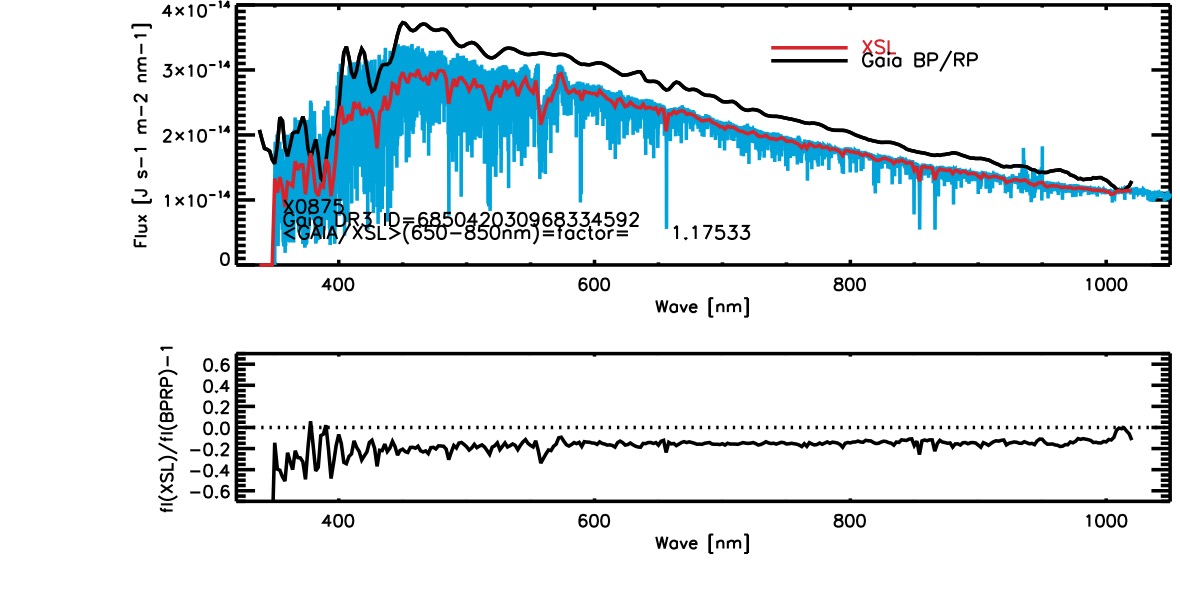 4×10−14
3×10−14
2×10−14
1×10−14
0
Flux [J s−1 m−2 nm−1]
XSL
Gaia BP/RP
X0875
Gaia DR3 ID=685042030968334592
<GAIA/XSL>(650−850nm)=factor= 1.17533
400 600 800 1000
Wave [nm]
0.6
0.4
0.2
0.0
−0.2
−0.4
−0.6
fl(XSL)/fl(BPRP)−1
400 600 800 1000
Wave [nm]